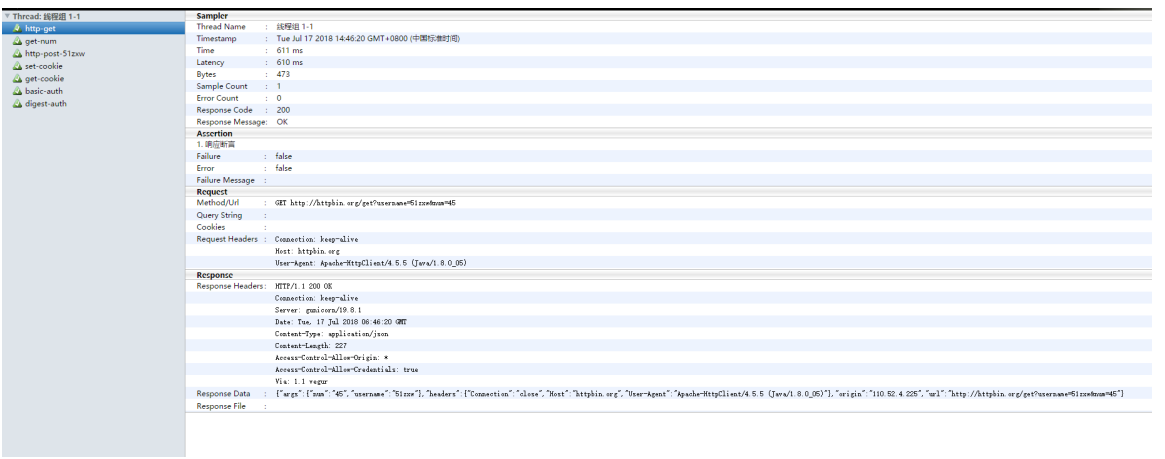 Thread: 线程组 1-1
http-get
get-num
http-post-51zxw
set-cookie
get-cookie
basic-auth
digest-auth
Sampler
Thread Name : 线程组 1-1
Timestamp : Tue Jul 17 2018 14:46:20 GMT+0800 (中国标准时间)
Time : 611 ms
Latency : 610 ms
Bytes : 473
Sample Count : 1
Error Count : 0
Response Code : 200
Response Message: OK
Assertion
1. 响应断言
Failure : false
Error : false
Failure Message :
Request
Method/Url : GET http://httpbin.org/get?username=51zxw&num=45
Query String :
Cookies :
Request Headers : Connection: keep-alive
Host: httpbin.org
User-Agent: Apache-HttpClient/4.5.5 (Java/1.8.0_05)
Response
Response Headers: HTTP/1.1 200 OK
Connection: keep-alive
Server: gunicorn/19.8.1
Date: Tue, 17 Jul 2018 06:46:20 GMT
Content-Type: application/json
Content-Length: 227
Access-Control-Allow-Origin: *
Access-Control-Allow-Credentials: true
Via: 1.1 vegur
Response Data : {"args":{"num":"45","username":"51zxw"},"headers":{"Connection":"close","Host":"httpbin.org","User-Agent":"Apache-HttpClient/4.5.5 (Java/1.8.0_05)"},"origin":"110.52.4.225","url":"http://httpbin.org/get?username=51zxw&num=45"}
Response File :